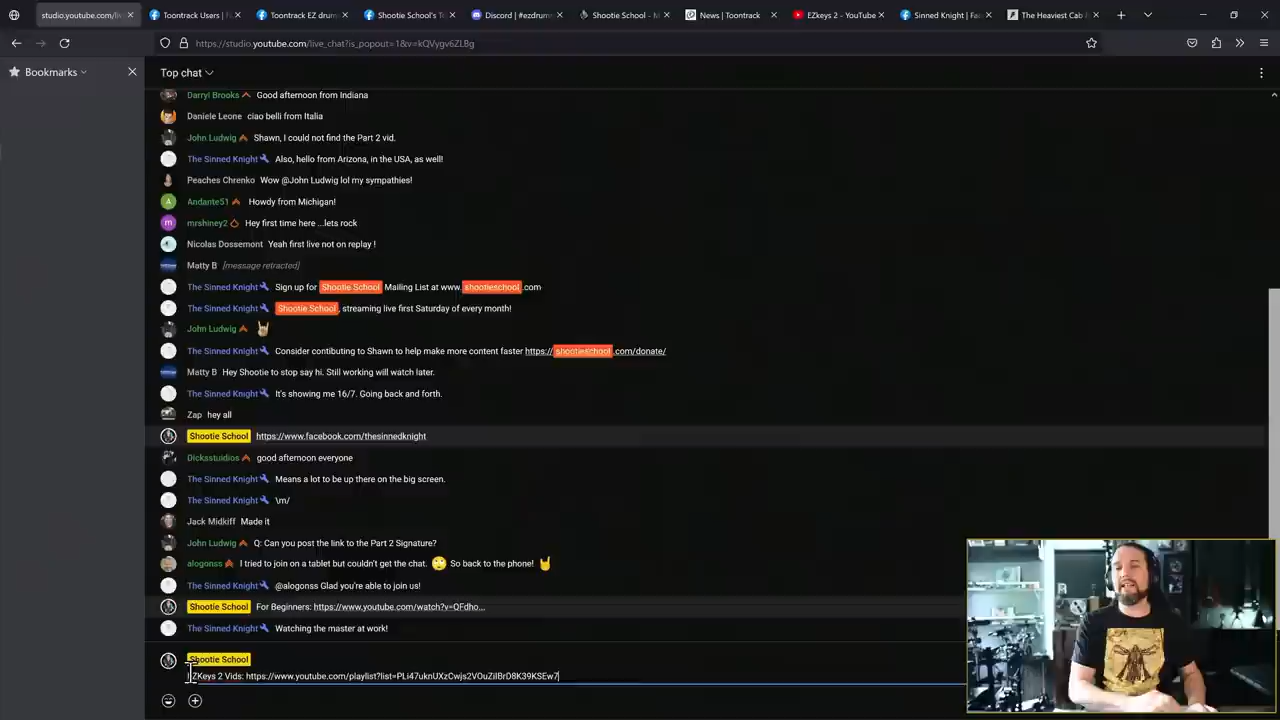 studio.youtube.com/live
Toontrack Users | F
Toontrack EZ drum
Shootie School's T
Discord | #ezdrum
Shootie School - M
News | Toontrack
EZkeys 2 - YouTube
Sinned Knight | Fa
The Heaviest Cab I
https://studio.youtube.com/live_chat?is_popout=1&v=kQVygv6ZLBg
Bookmarks
Top chat
Darryl Brooks Good afternoon from Indiana
Daniele Leone ciao belli from Italia
John Ludwig Shawn, I could not find the Part 2 vid.
The Sinned Knight Also, hello from Arizona, in the USA, as well!
Peaches Chrenko Wow @John Ludwig lol my sympathies!
A Andante51 Howdy from Michigan!
m mrshiney2 Hey first time here ...lets rock
Nicolas Dossemont Yeah first live not on replay !
Matty B [message retracted]
The Sinned Knight Sign up for Shootie School Mailing List at www.shootieschool.com
The Sinned Knight Shootie School, streaming live first Saturday of every month!
John Ludwig
The Sinned Knight Consider contibuting to Shawn to help make more content faster https://shootieschool.com/donate/
Matty B Hey Shootie to stop say hi. Still working will watch later.
The Sinned Knight It's showing me 16/7. Going back and forth.
Zap hey all
Shootie School https://www.facebook.com/thesinnedknight
Dicksstuidios good afternoon everyone
The Sinned Knight Means a lot to be up there on the big screen.
The Sinned Knight \m/
Jack Midkiff Made it
John Ludwig Q: Can you post the link to the Part 2 Signature?
alogonss I tried to join on a tablet but couldn't get the chat. So back to the phone!
The Sinned Knight @alogonss Glad you're able to join us!
Shootie School For Beginners: https://www.youtube.com/watch?v=QFdho...
The Sinned Knight Watching the master at work!
Shootie School
EZKeys 2 Vids: https://www.youtube.com/playlist?list=PLi47uknUXzCwjs2VOuZilBrD8K39KSEw7